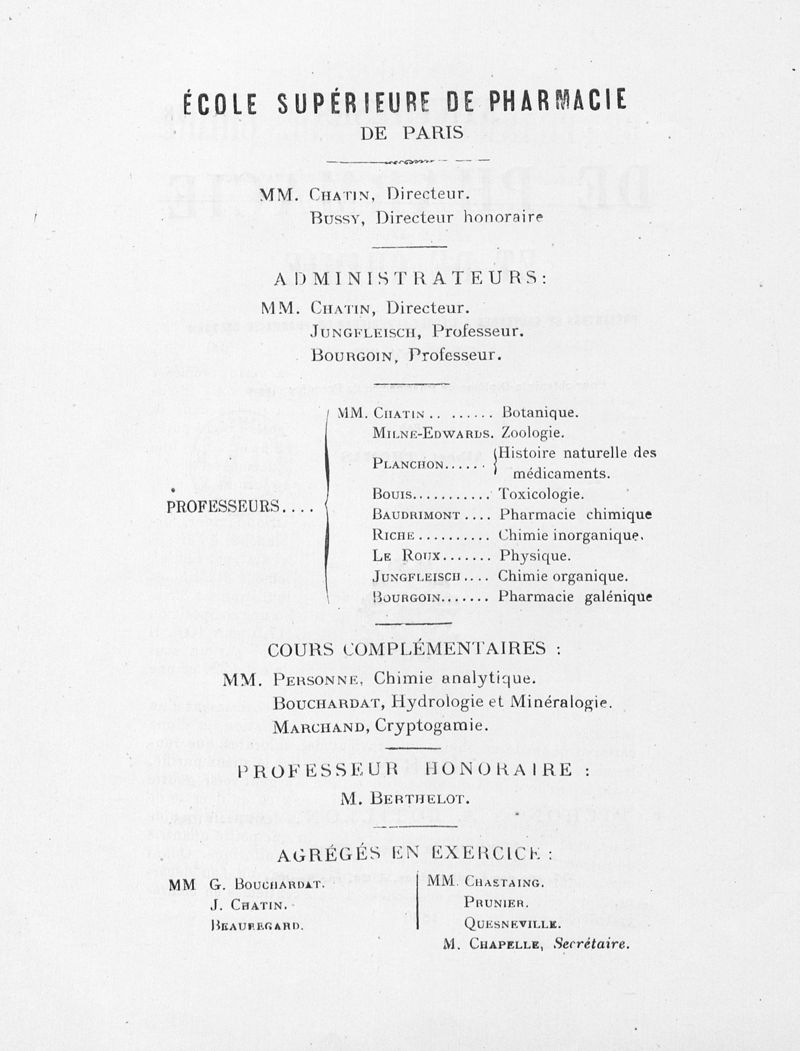 ÉCOLE SUPÉRIEURE DE PHARMACIE
DE PARIS
MM. CHATIN, Directeur.
BUSSY, Directeur honoraire
ADMINISTRATEURS:
MM. CHATIN, Directeur.
JUNGFLEISCH, Professeur.
BOURGOIN, Professeur.
PROFESSEURS....
MM. CHATIN .. ...... Botanique.
MILNE-EDWARDS. Zoologie.
PLANCHON...... Histoire naturelle des
médicaments.
BOUIS........... Toxicologie.
BAUDRIMONT .... Pharmacie chimique
RICHE .......... Chimie inorganique.
LE ROUX....... Physique.
JUNGFLEISCH .... Chimie organique.
BOURGOIN....... Pharmacie galénique
COURS COMPLÉMENTAIRES :
MM. PERSONNE, Chimie analytique.
BOUCHARDAT, Hydrologie et Minéralogie.
MARCHAND, Cryptogamie.
PROFESSEUR HONORAIRE :
M. BERTHELOT.
AGRÉGÉS EN EXERCICE :
MM G. BOUCHARDAT.
J. CHATIN.
BEAUREGARD.
MM. CHASTAING.
PRUNIER.
QUESNEVILLE.
M. CHAPELLE, Secrétaire.